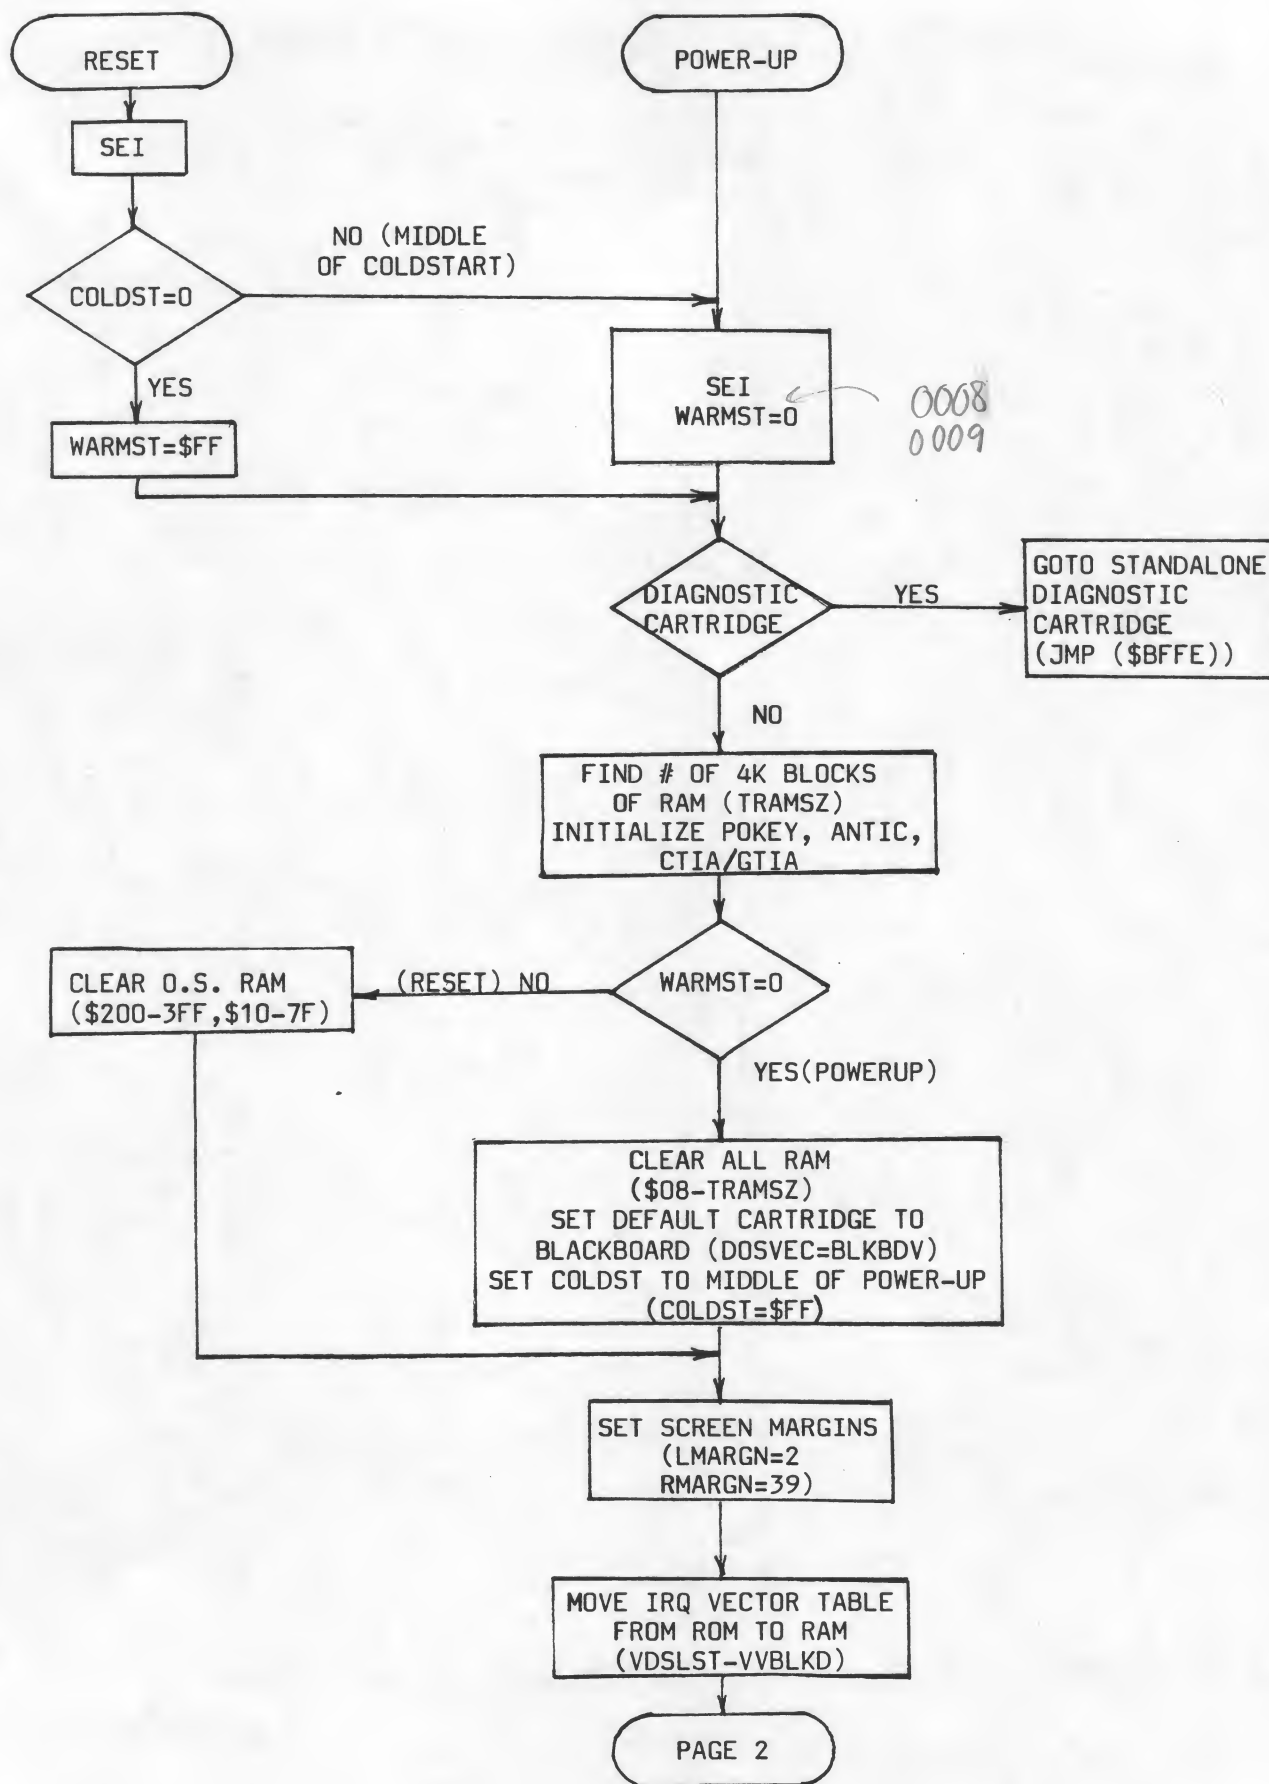 RESET
POWER-UP
SEI
NO (MIDDLE
OF COLDSTART)
COLDST=0
YES
WARMST=$FF
SEI
WARMST=0
0008
0009
DIAGNOSTIC
CARTRIDGE
YES
GOTO STANDALONE
DIAGNOSTIC
CARTRIDGE
(JMP ($BFFE))
NO
FIND # OF 4K BLOCKS
OF RAM (TRAMSZ)
INITIALIZE POKEY, ANTIC,
CTIA/GTIA
WARMST=0
(RESET) NO
CLEAR O.S. RAM
($200-3FF,$10-7F)
YES(POWERUP)
CLEAR ALL RAM
($08-TRAMSZ)
SET DEFAULT CARTRIDGE TO
BLACKBOARD (DOSVEC=BLKBDV)
SET COLDST TO MIDDLE OF POWER-UP
(COLDST=$FF)
SET SCREEN MARGINS
(LMARGN=2
RMARGN=39)
MOVE IRQ VECTOR TABLE
FROM ROM TO RAM
(VDSLST-VVBLKD)
PAGE 2